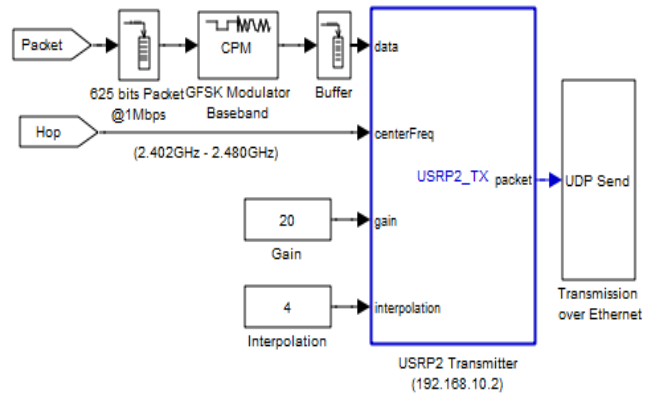 Packet
CPM
625 bits Packet
@1Mbps
GFSK Modulator
Baseband
Buffer
data
Hop
(2.402GHz - 2.480GHz)
centerFreq
USRP2_TX
packet
UDP Send
20
Gain
gain
4
Interpolation
interpolation
Transmission
over Ethernet
USRP2 Transmitter
(192.168.10.2)